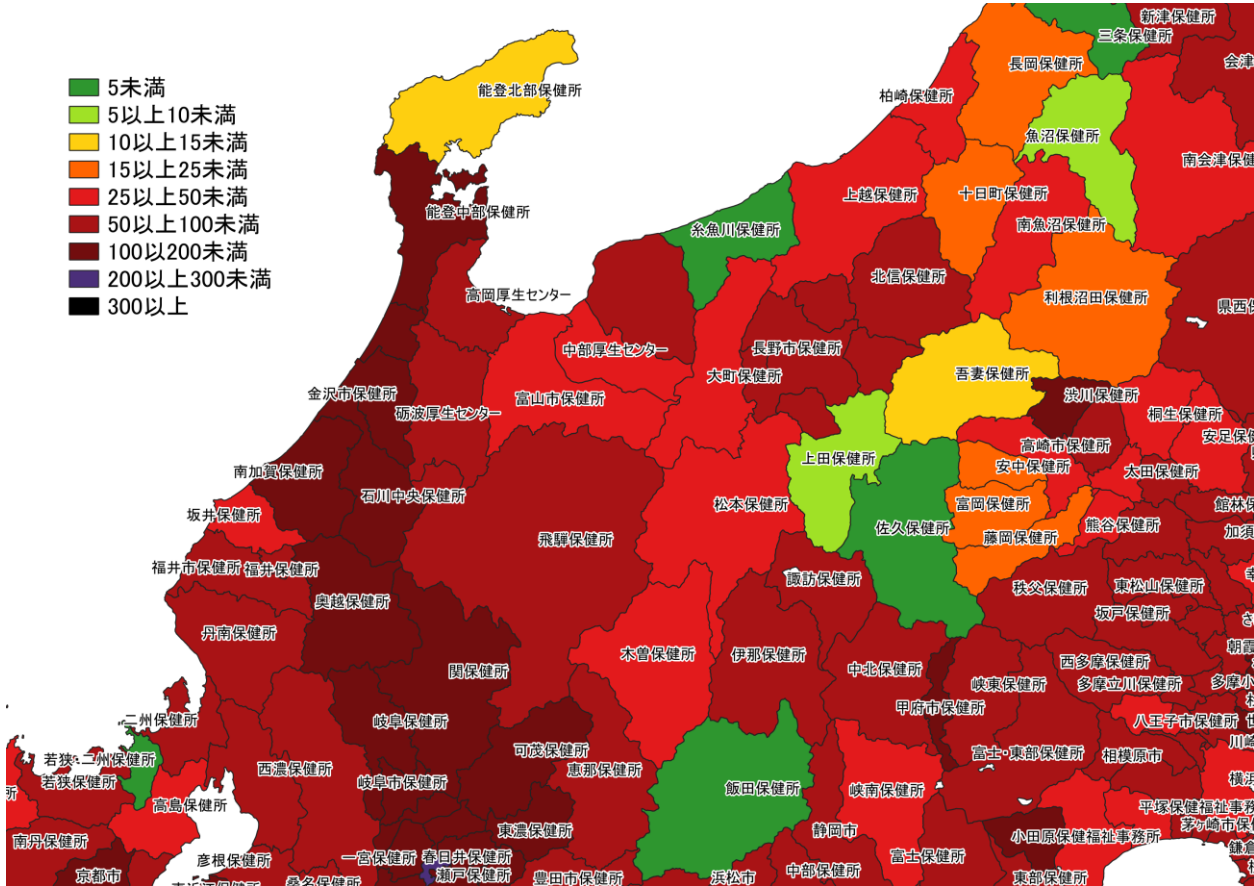 5未満
5以上10未満
10以上15未満
15以上25未満
25以上50未満
50以上100未満
100以200未満
200以上300未満
300以上
新津保健所
三条保健所
長岡保健所
会津
能登北部保健所
柏崎保健所
魚沼保健所
南会津保健
上越保健所
十日町保健所
能登中部保健所
南魚沼保健所
糸魚川保健所
北信保健所
高岡厚生センター
利根沼田保健所
県西保
中部厚生センター
長野市保健所
大町保健所
吾妻保健所
金沢市保健所
渋川保健所
富山市保健所
砺波厚生センター
桐生保健所
安足保健
高崎市保健所
上田保健所
安中保健所
太田保健所
南加賀保健所
石川中央保健所
館林保
松本保健所
富岡保健所
坂井保健所
佐久保健所
熊谷保健所
加須
飛騨保健所
藤岡保健所
福井市保健所
福井保健所
諏訪保健所
秩父保健所
東松山保健所
奥越保健所
坂戸保健所
丹南保健所
朝霞
木曽保健所
伊那保健所
中北保健所
西多摩保健所
関保健所
峡東保健所
多摩立川保健所
多摩小
甲府市保健所
二州保健所
岐阜保健所
八王子市保健所
可茂保健所
富士・東部保健所
相模原市
川崎
若狭・二州保健所
西濃保健所
恵那保健所
若狭保健所
岐阜市保健所
横浜
飯田保健所
峡南保健所
高島保健所
平塚保健福祉事務
茅ヶ崎市保健
東濃保健所
静岡市
小田原保健福祉事務所
南丹保健所
鎌倉
彦根保健所
一宮保健所
春日井保健所
富士保健所
京都市
瀬戸保健所
豊田市保健所
浜松市
中部保健所
東部保健所
桑名保健所